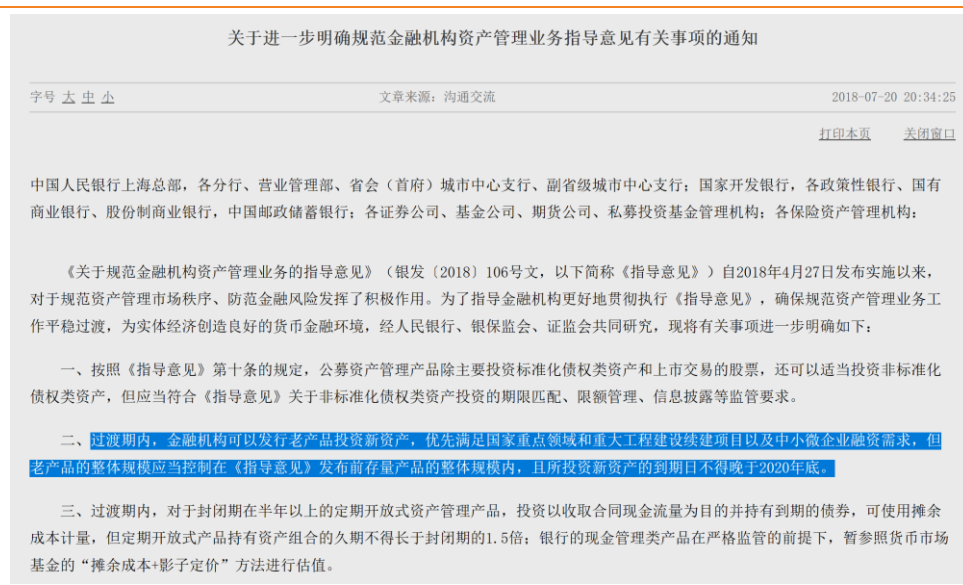 关于进一步明确规范金融机构资产管理业务指导意见有关事项的通知
字号 大 中 小 文章来源：沟通交流 2018-07-20 20:34:25
打印本页 关闭窗口
中国人民银行上海总部，各分行、营业管理部、省会（首府）城市中心支行、副省级城市中心支行；国家开发银行，各政策性银行、国有
商业银行、股份制商业银行，中国邮政储蓄银行；各证券公司、基金公司、期货公司、私募投资基金管理机构；各保险资产管理机构：
《关于规范金融机构资产管理业务的指导意见》（银发〔2018〕106号文，以下简称《指导意见》）自2018年4月27日发布实施以来，
对于规范资产管理市场秩序、防范金融风险发挥了积极作用。为了指导金融机构更好地贯彻执行《指导意见》，确保规范资产管理业务工
作平稳过渡，为实体经济创造良好的货币金融环境，经人民银行、银保监会、证监会共同研究，现将有关事项进一步明确如下：
一、按照《指导意见》第十条的规定，公募资产管理产品除主要投资标准化债权类资产和上市交易的股票，还可以适当投资非标准化
债权类资产，但应当符合《指导意见》关于非标准化债权类资产投资的期限匹配、限额管理、信息披露等监管要求。
二、过渡期内，金融机构可以发行老产品投资新资产，优先满足国家重点领域和重大工程建设续建项目以及中小微企业融资需求，但
老产品的整体规模应当控制在《指导意见》发布前存量产品的整体规模内，且所投资新资产的到期日不得晚于2020年底。
三、过渡期内，对于封闭期在半年以上的定期开放式资产管理产品，投资以收取合同现金流量为目的并持有到期的债券，可使用摊余
成本计量，但定期开放式产品持有资产组合的久期不得长于封闭期的1.5倍；银行的现金管理类产品在严格监管的前提下，暂参照货币市场
基金的“摊余成本+影子定价”方法进行估值。